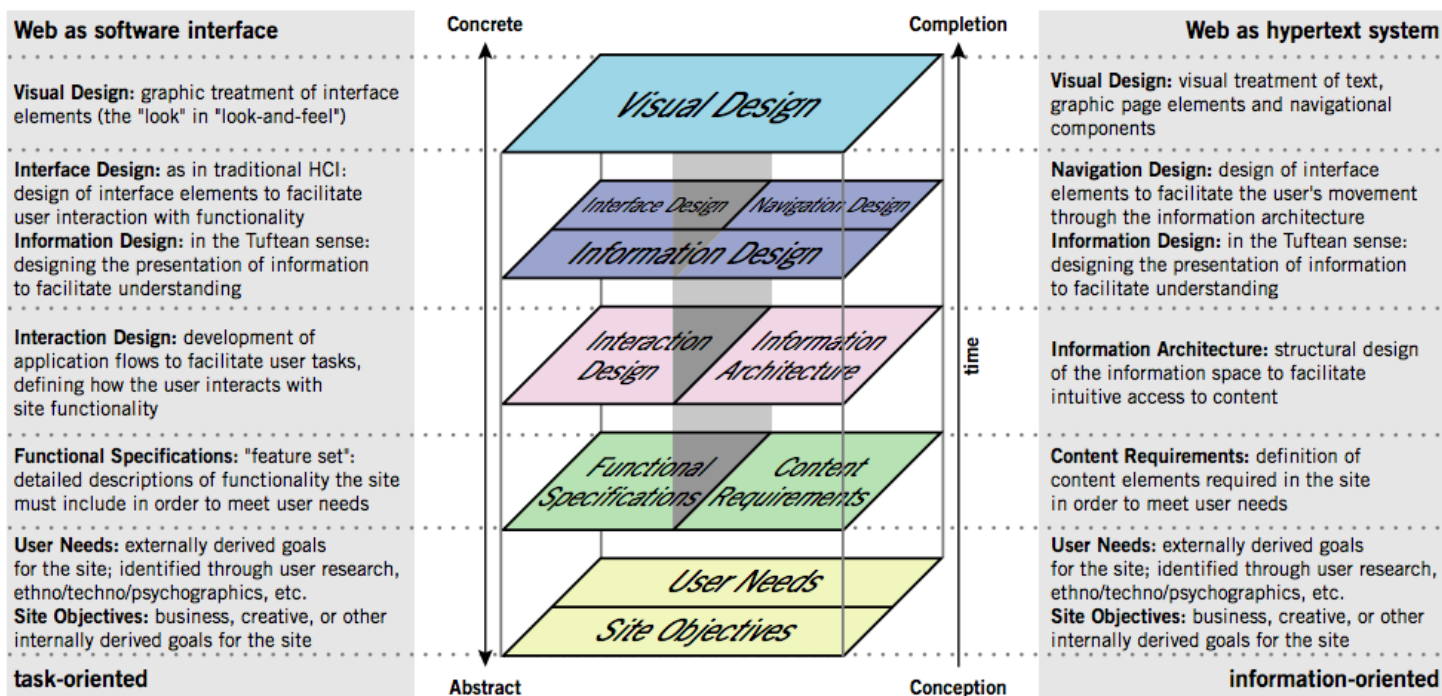 Web as software interface
Visual Design: graphic treatment of interface
elements (the "look" in "look-and-feel")
Interface Design: as in traditional HCI:
design of interface elements to facilitate
user interaction with functionality
Information Design: in the Tuftean sense:
designing the presentation of information
to facilitate understanding
Interaction Design: development of
application flows to facilitate user tasks,
defining how the user interacts with
site functionality
Functional Specifications: "feature set":
detailed descriptions of functionality the site
must include in order to meet user needs
User Needs: externally derived goals
for the site; identified through user research,
ethno/techno/psychographics, etc.
Site Objectives: business, creative, or other
internally derived goals for the site
task-oriented
Concrete
Completion
Visual Design
Interface Design
Navigation Design
Information Design
Interaction
Design
Information
Architecture
Functional
Specifications
Content
Requirements
User Needs
Site Objectives
time
Abstract
Conception
Web as hypertext system
Visual Design: visual treatment of text,
graphic page elements and navigational
components
Navigation Design: design of interface
elements to facilitate the user's movement
through the information architecture
Information Design: in the Tuftean sense:
designing the presentation of information
to facilitate understanding
Information Architecture: structural design
of the information space to facilitate
intuitive access to content
Content Requirements: definition of
content elements required in the site
in order to meet user needs
User Needs: externally derived goals
for the site; identified through user research,
ethno/techno/psychographics, etc.
Site Objectives: business, creative, or other
internally derived goals for the site
information-oriented